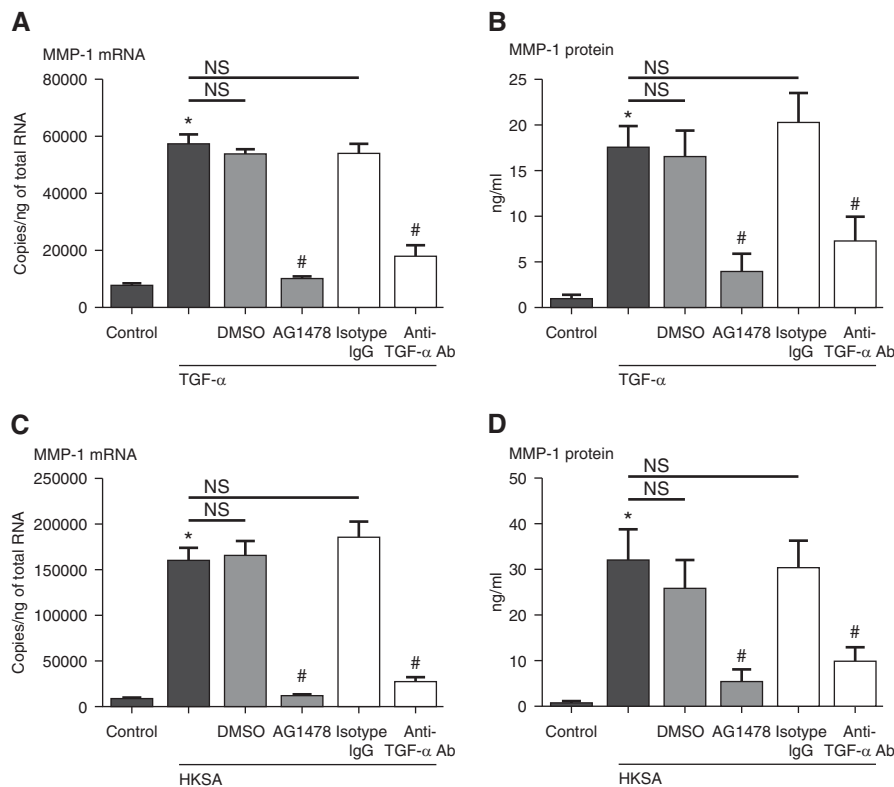 A
MMP-1 mRNA
Copies/ng of total RNA
80000
60000
40000
20000
0
NS
NS
*
#
#
Control
DMSO
AG1478
Isotype
IgG
Anti-
TGF-α Ab
TGF-α
B
MMP-1 protein
ng/ml
25
20
15
10
5
0
NS
NS
*
#
#
Control
DMSO
AG1478
Isotype
IgG
Anti-
TGF-α Ab
TGF-α
C
MMP-1 mRNA
Copies/ng of total RNA
250000
200000
150000
100000
50000
0
NS
NS
*
#
#
Control
DMSO
AG1478
Isotype
IgG
Anti-
TGF-α Ab
HKSA
D
MMP-1 protein
ng/ml
50
40
30
20
10
0
NS
NS
*
#
#
Control
DMSO
AG1478
Isotype
IgG
Anti-
TGF-α Ab
HKSA